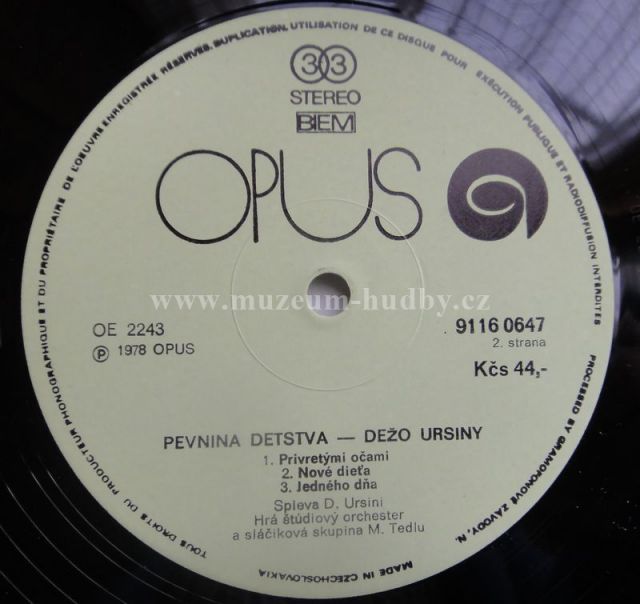 TOUS DROITS DU PRODUCTEUR PHONOGRAPHIQUE ET DU PROPRIÉTAIRE DE L'OEUVRE ENREGISTRÉE RÉSERVÉS. DUPLICATION, UTILISATION DE CE DISQUE POUR EXÉCUTION PUBLIQUE ET RADIODIFFUSION INTERDITES
PROCESSED BY GRAMOFONOVÉ ZÁVODY, N.
MADE IN CZECHOSLOVAKIA
33
STEREO
BIEM
OPUS
www.muzeum-hudby.cz
OE 2243
℗ 1978 OPUS
9116 0647
2. strana
Kčs 44,-
PEVNINA DETSTVA — DEŽO URSINY
1. Privretými očami
2. Nové dieťa
3. Jedného dňa
Spieva D. Ursini
Hrá štúdiový orchester
a sláčiková skupina M. Tedlu